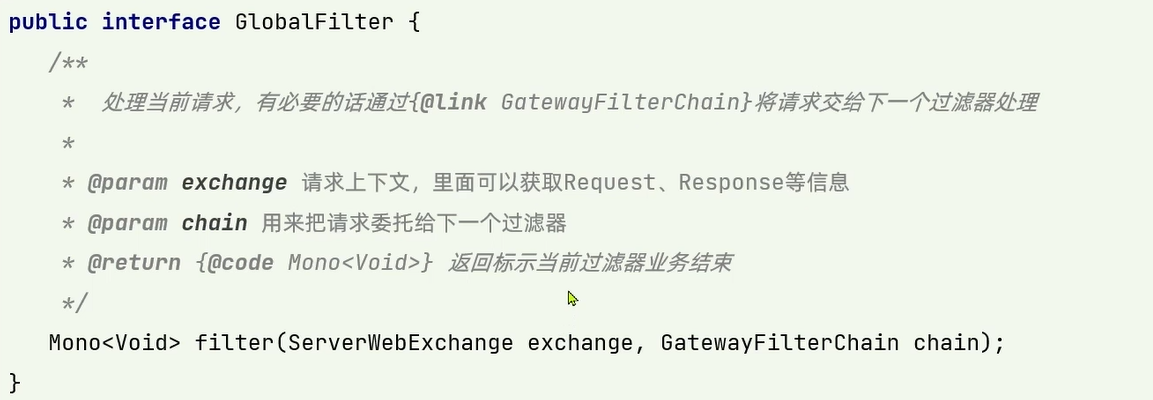 public interface GlobalFilter {
/**
*  处理当前请求，有必要的话通过{@link GatewayFilterChain}将请求交给下一个过滤器处理
*
* @param exchange 请求上下文，里面可以获取Request、Response等信息
* @param chain 用来把请求委托给下一个过滤器
* @return {@code Mono<Void>} 返回标示当前过滤器业务结束
*/
Mono<Void> filter(ServerWebExchange exchange, GatewayFilterChain chain);
}